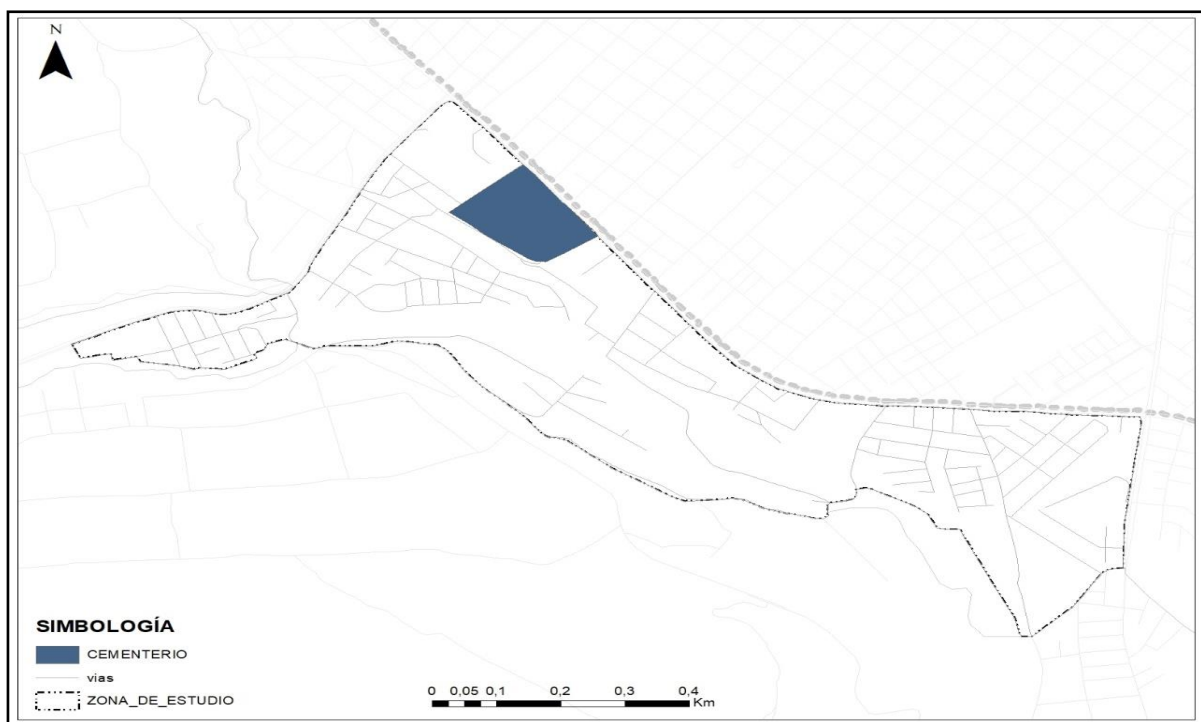 N
SIMBOLOGÍA
CEMENTERIO
vias
ZONA_DE_ESTUDIO
0 0,05 0,1 0,2 0,3 0,4
Km